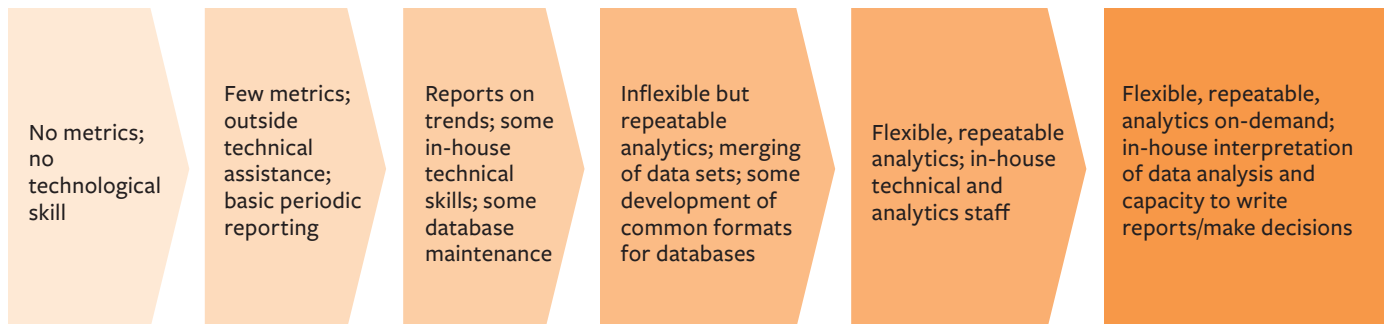 No metrics;
no
technological
skill
Few metrics;
outside
technical
assistance;
basic periodic
reporting
Reports on
trends; some
in-house
technical
skills; some
database
maintenance
Inflexible but
repeatable
analytics; merging
of data sets; some
development of
common formats
for databases
Flexible, repeatable
analytics; in-house
technical and
analytics staff
Flexible, repeatable,
analytics on-demand;
in-house interpretation
of data analysis and
capacity to write
reports/make decisions